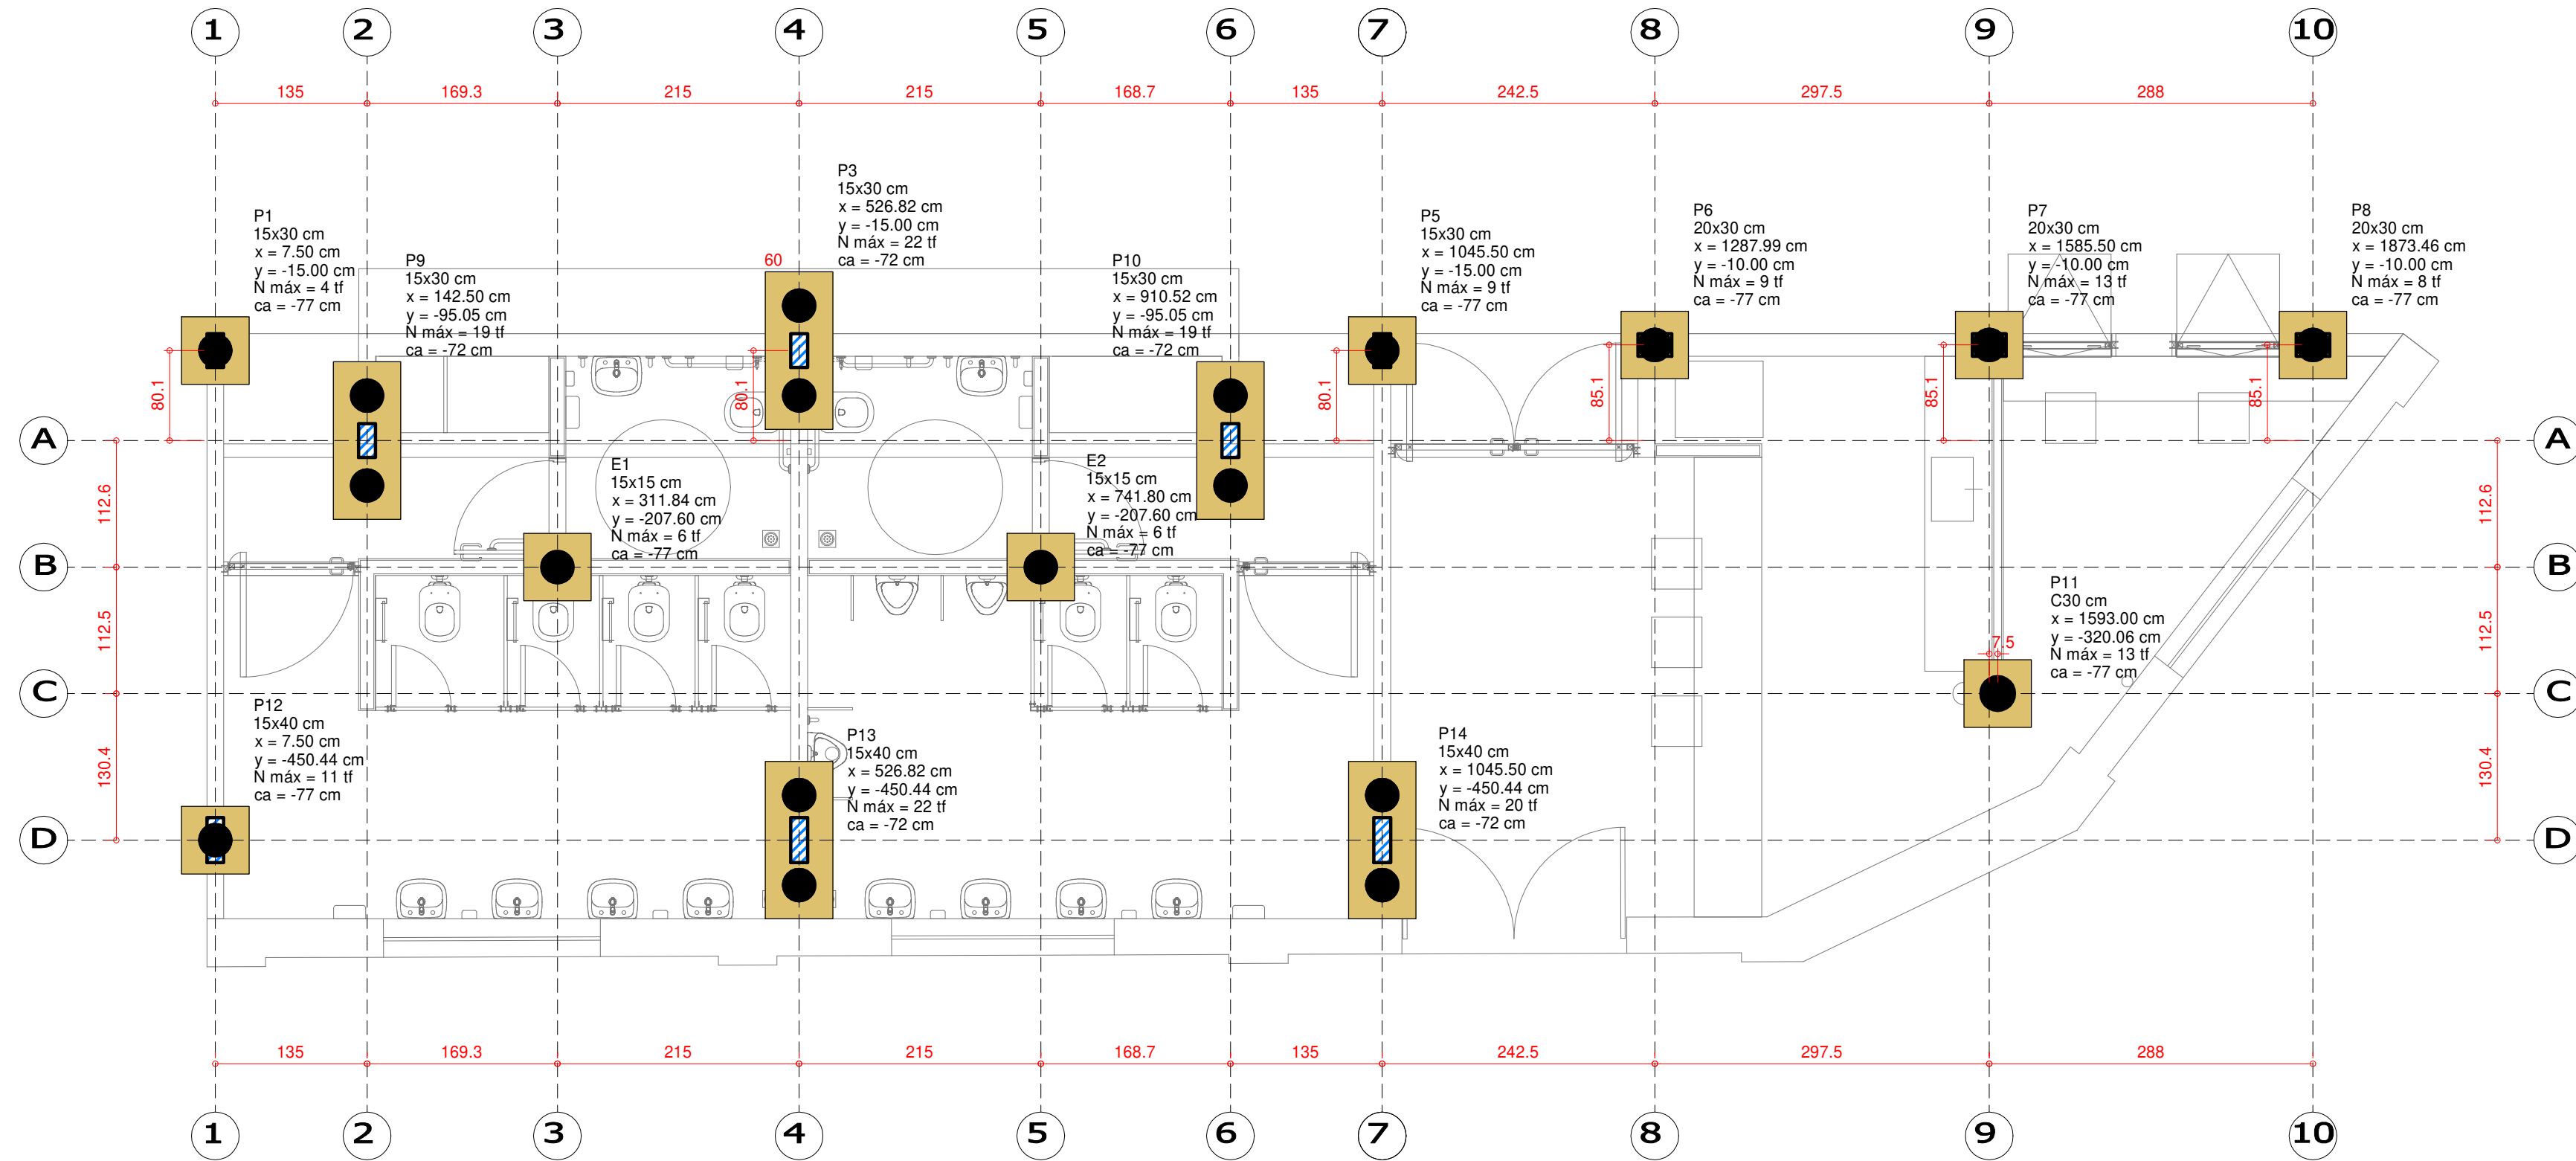 1 2 3 4 5 6 7 8 9 10
135 169.3 215 215 168.7 135 242.5 297.5 288
P3
15x30 cm
x = 526.82 cm
y = -15.00 cm
N máx = 22 tf
ca = -72 cm
P1
15x30 cm
x = 7.50 cm
y = -15.00 cm
N máx = 4 tf
ca = -77 cm
P9
15x30 cm
x = 142.50 cm
y = -95.05 cm
N máx = 19 tf
ca = -72 cm
60
P10
15x30 cm
x = 910.52 cm
y = -95.05 cm
N máx = 19 tf
ca = -72 cm
P5
15x30 cm
x = 1045.50 cm
y = -15.00 cm
N máx = 9 tf
ca = -77 cm
P6
20x30 cm
x = 1287.99 cm
y = -10.00 cm
N máx = 9 tf
ca = -77 cm
P7
20x30 cm
x = 1585.50 cm
y = -10.00 cm
N máx = 13 tf
ca = -77 cm
P8
20x30 cm
x = 1873.46 cm
y = -10.00 cm
N máx = 8 tf
ca = -77 cm
80.1 80.1 80.1 85.1 85.1 85.1
A A
E1
15x15 cm
x = 311.84 cm
y = -207.60 cm
N máx = 6 tf
ca = -77 cm
E2
15x15 cm
x = 741.80 cm
y = -207.60 cm
N máx = 6 tf
ca = -77 cm
112.6 112.6
B B
P11
C30 cm
x = 1593.00 cm
y = -320.06 cm
N máx = 13 tf
ca = -77 cm
7.5
112.5 112.5
C C
P12
15x40 cm
x = 7.50 cm
y = -450.44 cm
N máx = 11 tf
ca = -77 cm
P13
15x40 cm
x = 526.82 cm
y = -450.44 cm
N máx = 22 tf
ca = -72 cm
P14
15x40 cm
x = 1045.50 cm
y = -450.44 cm
N máx = 20 tf
ca = -72 cm
130.4 130.4
D D
135 169.3 215 215 168.7 135 242.5 297.5 288
1 2 3 4 5 6 7 8 9 10